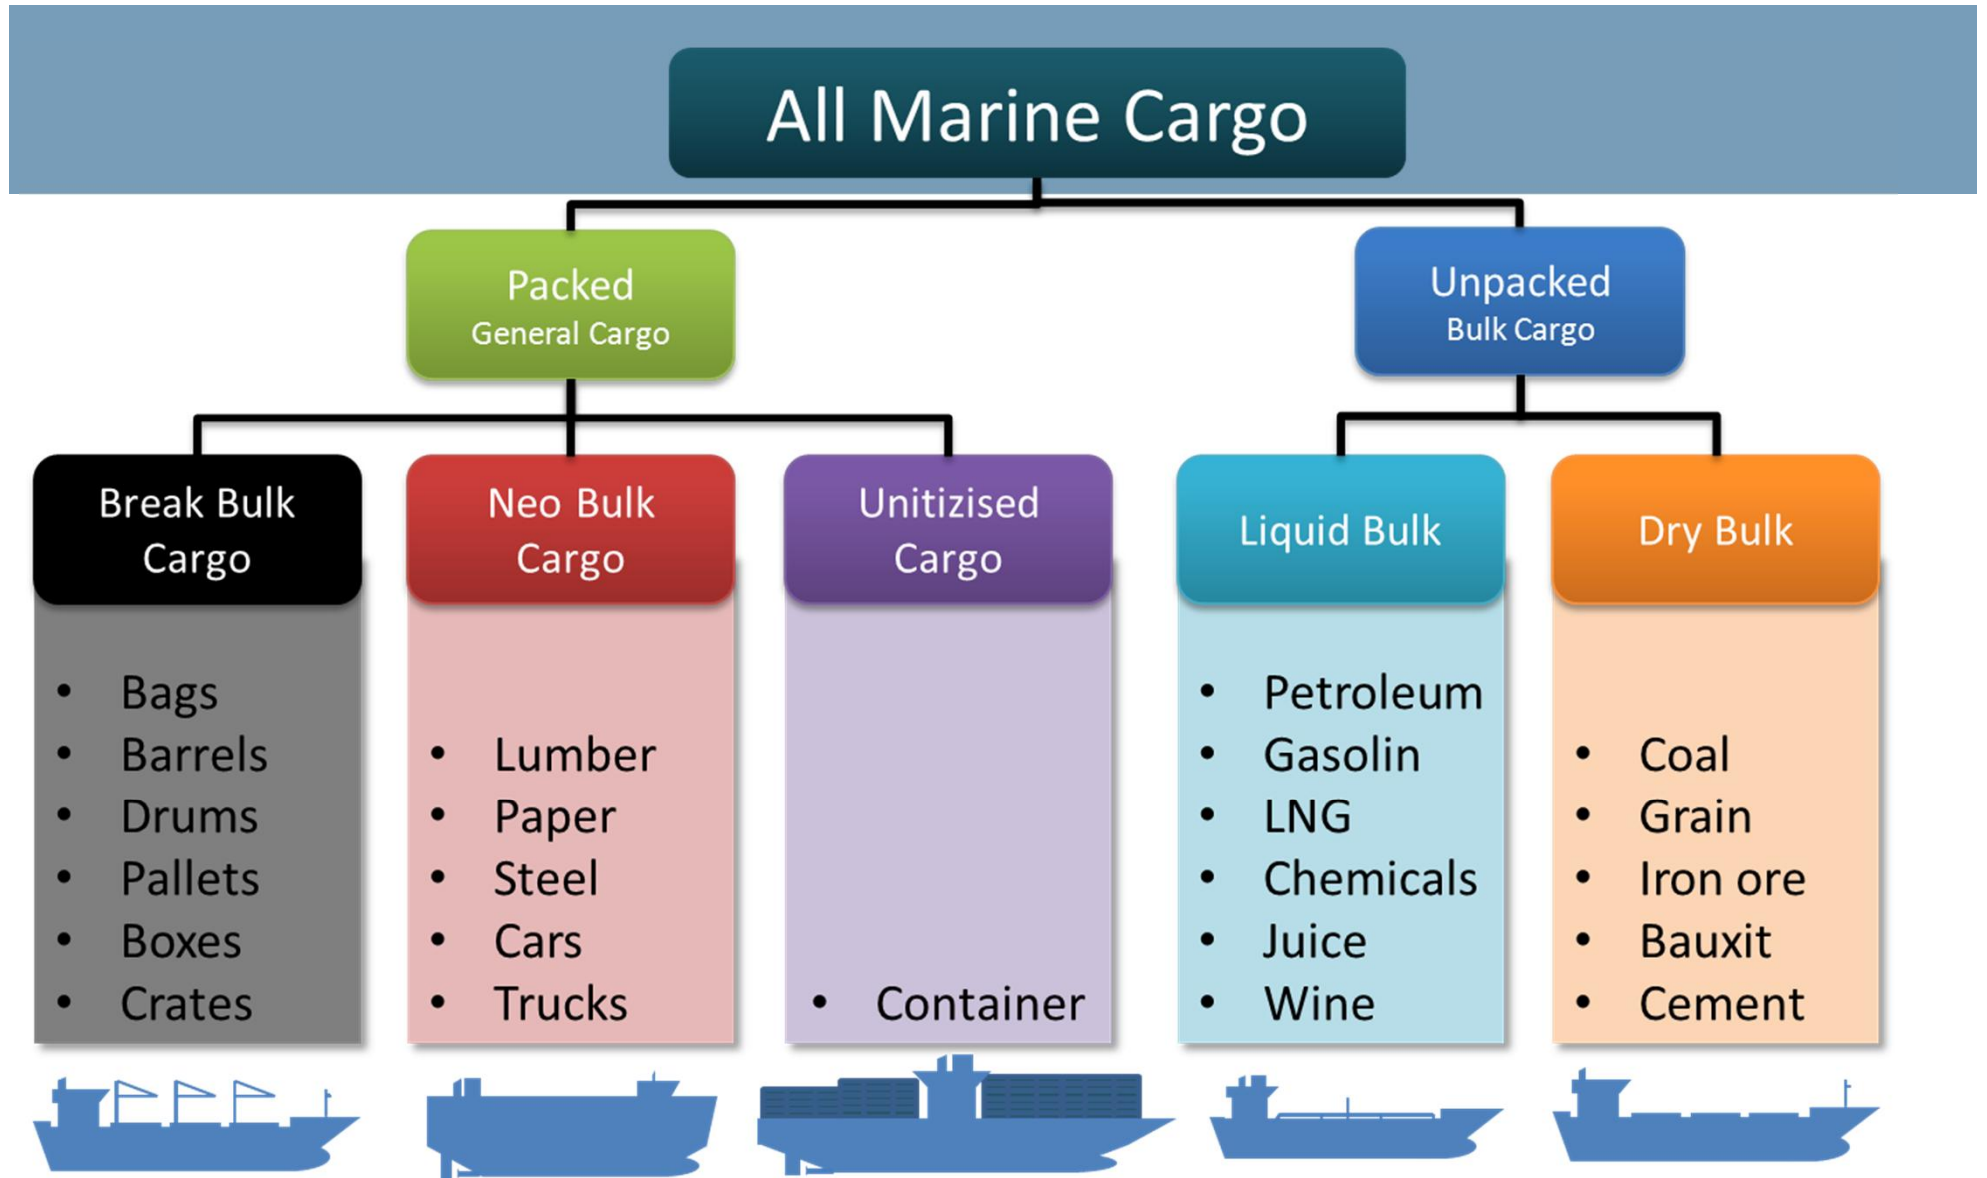 All Marine Cargo
Packed
General Cargo
Unpacked
Bulk Cargo
Break Bulk
Cargo
Neo Bulk
Cargo
Unitizised
Cargo
Liquid Bulk
Dry Bulk
• Bags
• Barrels
• Drums
• Pallets
• Boxes
• Crates
• Lumber
• Paper
• Steel
• Cars
• Trucks
• Container
• Petroleum
• Gasolin
• LNG
• Chemicals
• Juice
• Wine
• Coal
• Grain
• Iron ore
• Bauxit
• Cement